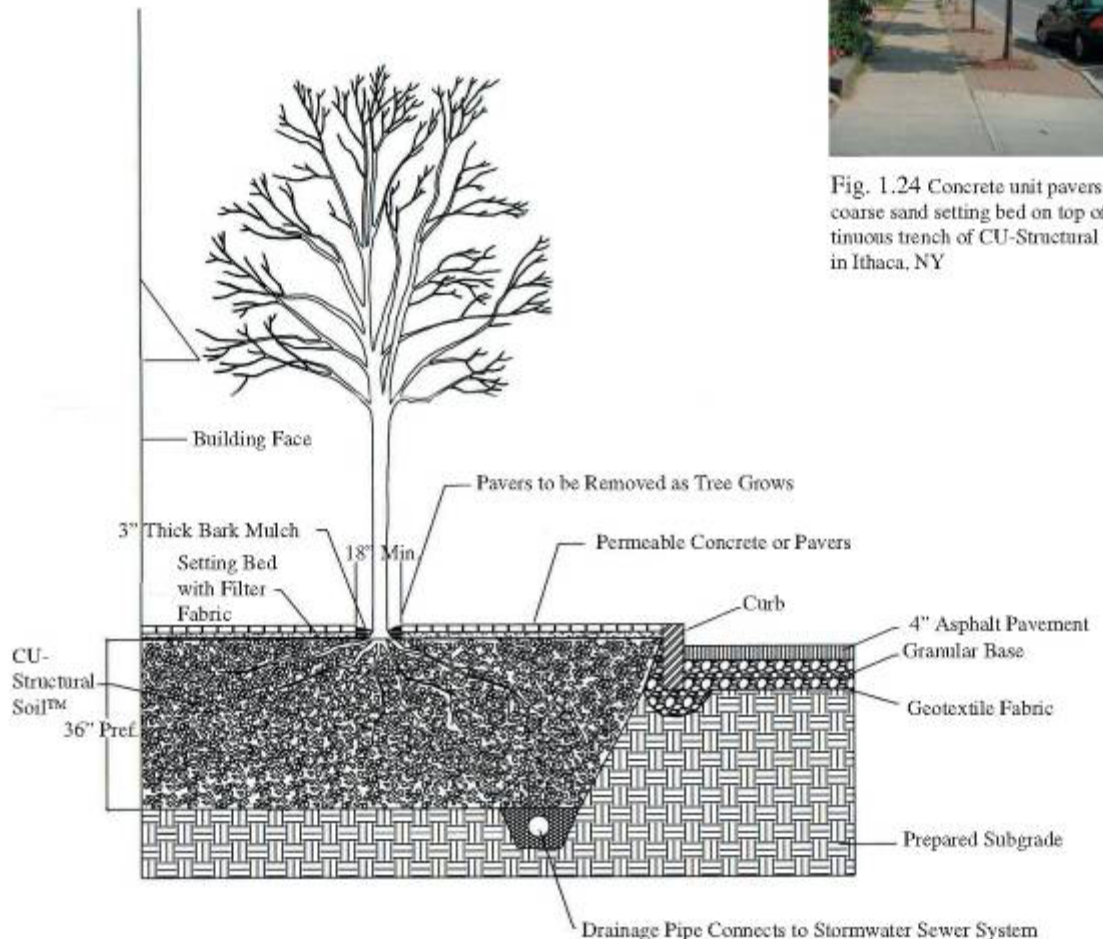 Fig. 1.24 Concrete unit pavers
coarse sand setting bed on top of
tinuous trench of CU-Structural
in Ithaca, NY
Building Face
Pavers to be Removed as Tree Grows
3" Thick Bark Mulch
18" Min
Permeable Concrete or Pavers
Setting Bed
with Filter
Fabric
Curb
4" Asphalt Pavement
CU-
Structural
Soil™
Granular Base
Geotextile Fabric
36" Pref.
Prepared Subgrade
Drainage Pipe Connects to Stormwater Sewer System